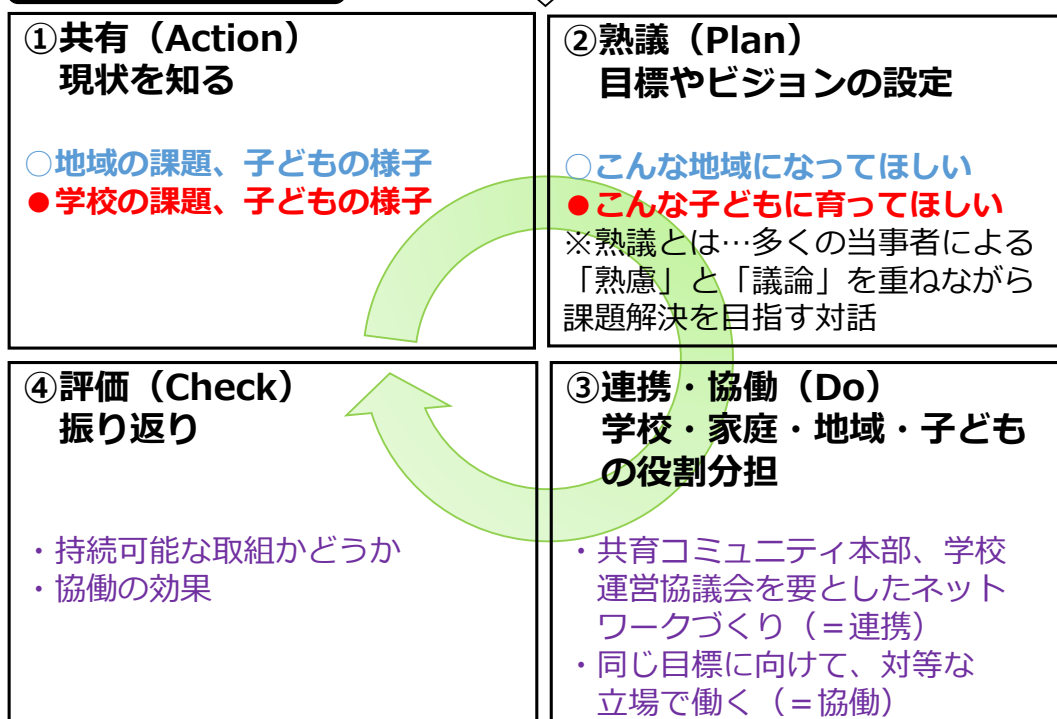 ①共有（Action）
現状を知る
○地域の課題、子どもの様子
●学校の課題、子どもの様子
②熟議（Plan）
目標やビジョンの設定
○こんな地域になってほしい
●こんな子どもに育ってほしい
※熟議とは…多くの当事者による
「熟慮」と「議論」を重ねながら
課題解決を目指す対話
④評価（Check）
振り返り
・持続可能な取組かどうか
・協働の効果
③連携・協働（Do）
学校・家庭・地域・子ども
の役割分担
・共育コミュニティ本部、学校
運営協議会を要としたネット
ワークづくり（＝連携）
・同じ目標に向けて、対等な
立場で働く（＝協働）